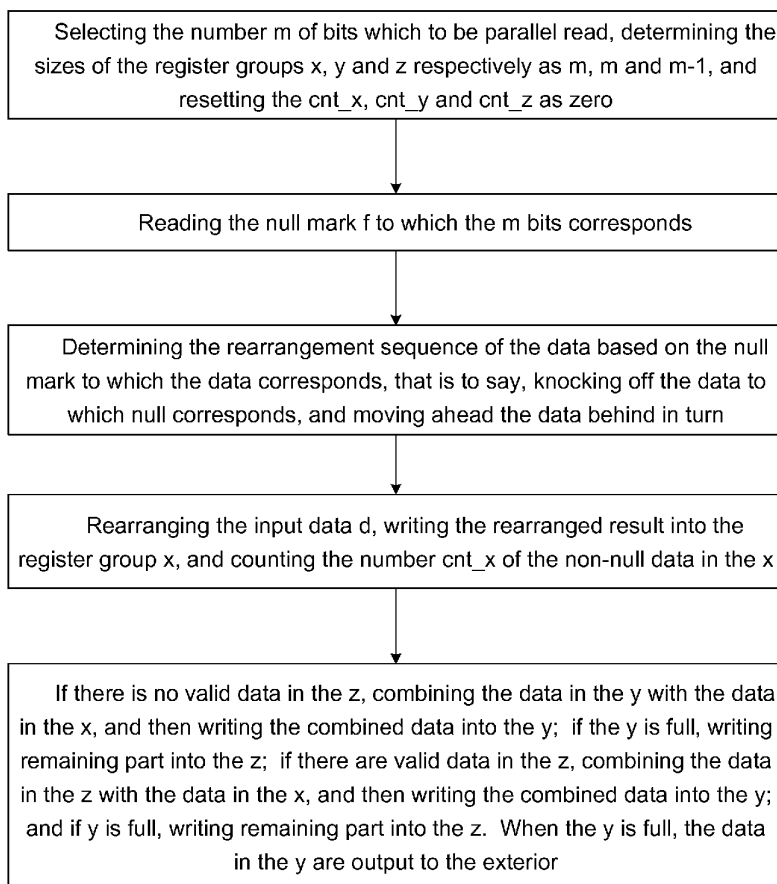 Selecting the number m of bits which to be parallel read, determining the
sizes of the register groups x, y and z respectively as m, m and m-1, and
resetting the cnt_x, cnt_y and cnt_z as zero
Reading the null mark f to which the m bits corresponds
Determining the rearrangement sequence of the data based on the null
mark to which the data corresponds, that is to say, knocking off the data to
which null corresponds, and moving ahead the data behind in turn
Rearranging the input data d, writing the rearranged result into the
register group x, and counting the number cnt_x of the non-null data in the x
If there is no valid data in the z, combining the data in the y with the data
in the x, and then writing the combined data into the y; if the y is full, writing
remaining part into the z; if there are valid data in the z, combining the data
in the z with the data in the x, and then writing the combined data into the y;
and if y is full, writing remaining part into the z. When the y is full, the data
in the y are output to the exterior